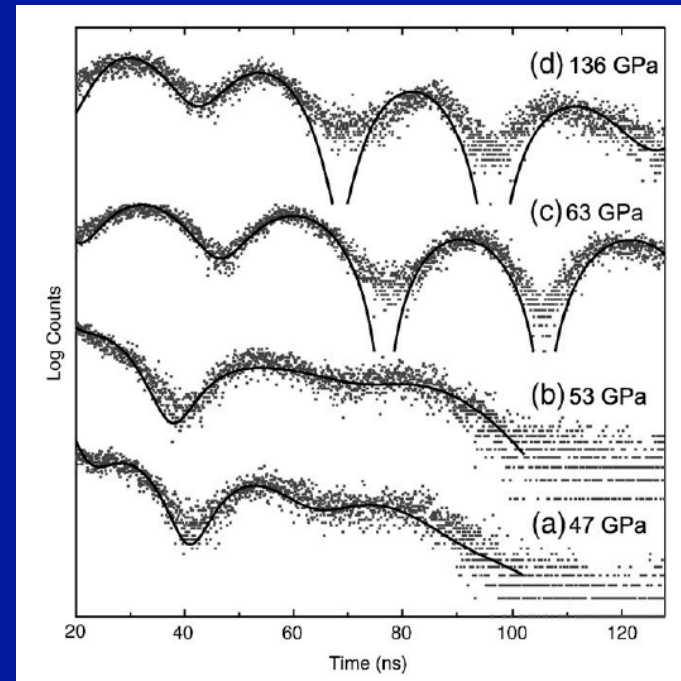 (d) 136 GPa
(c) 63 GPa
(b) 53 GPa
(a) 47 GPa
Log Counts
20 40 60 80 100 120
Time (ns)